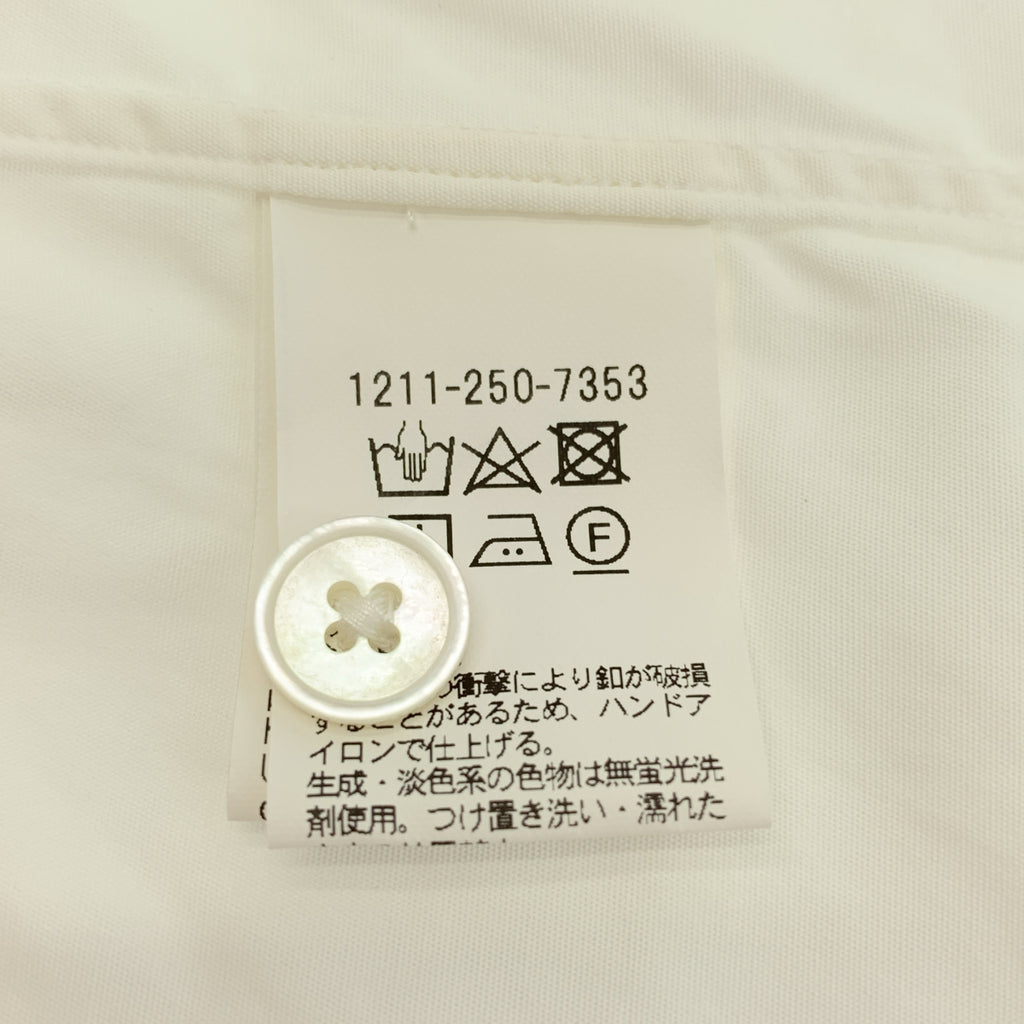 1211-250-7353
F
衝撃により釦が破損
することがあるため、ハンドア
イロンで仕上げる。
生成・淡色系の色物は無蛍光洗
剤使用。つけ置き洗い・濡れた